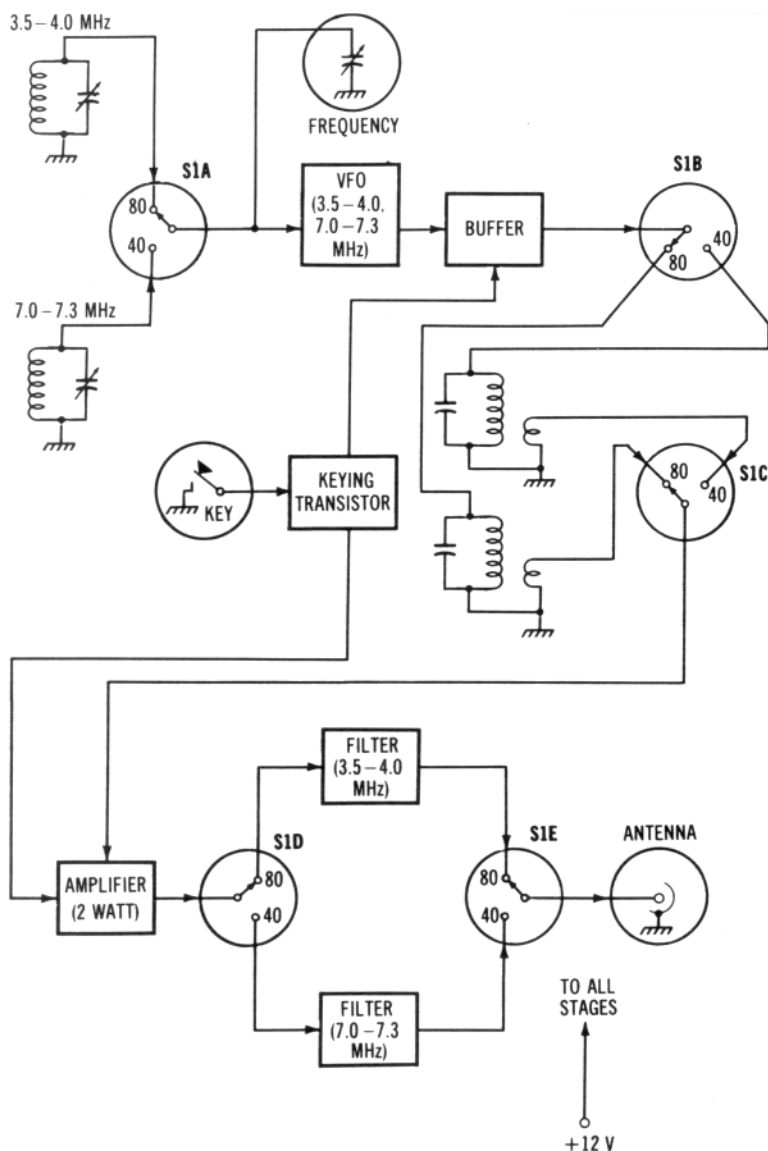 3.5–4.0 MHz
FREQUENCY
S1A
80
40
VFO
(3.5–4.0,
7.0–7.3
MHz)
BUFFER
S1B
40
80
7.0–7.3 MHz
KEY
KEYING
TRANSISTOR
80
40
S1C
FILTER
(3.5–4.0
MHz)
S1D
80
40
S1E
80
40
ANTENNA
AMPLIFIER
(2 WATT)
FILTER
(7.0–7.3
MHz)
TO ALL
STAGES
+12 V